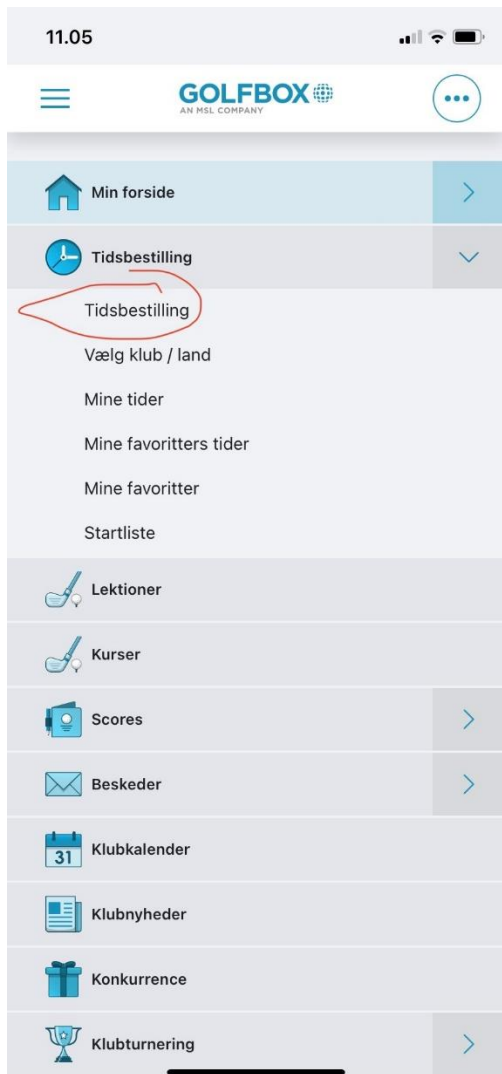 11.05
GOLFBOX
AN MSL COMPANY
Min forside
Tidsbestilling
Tidsbestilling
Vælg klub / land
Mine tider
Mine favoritters tider
Mine favoritter
Startliste
Lektioner
Kurser
Scores
Beskeder
31 Klubkalender
Klubnyheder
Konkurrence
Klubturnering